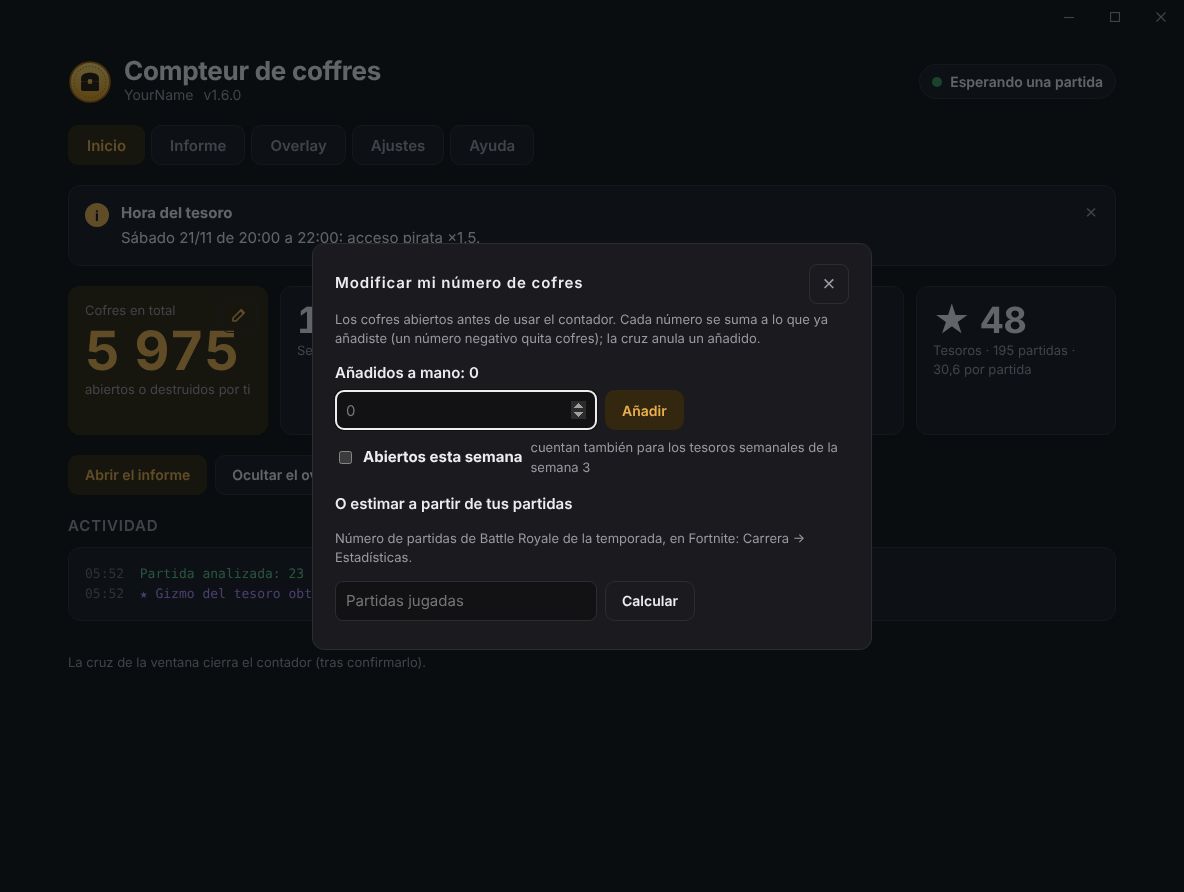 Compteur de coffres
YourName v1.6.0
Esperando una partida
Inicio
Informe
Overlay
Ajustes
Ayuda
Hora del tesoro
Sábado 21/11 de 20:00 a 22:00: acceso pirata ×1,5.
Cofres en total
5 975
abiertos o destruidos por ti
1
Se
★ 48
Tesoros · 195 partidas ·
30,6 por partida
Modificar mi número de cofres
Los cofres abiertos antes de usar el contador. Cada número se suma a lo que ya
añadiste (un número negativo quita cofres); la cruz anula un añadido.
Añadidos a mano: 0
0
Añadir
Abiertos esta semana
cuentan también para los tesoros semanales de la
semana 3
O estimar a partir de tus partidas
Número de partidas de Battle Royale de la temporada, en Fortnite: Carrera →
Estadísticas.
Partidas jugadas
Calcular
Abrir el informe
Ocultar el ov
ACTIVIDAD
05:52 Partida analizada: 23
05:52 ★ Gizmo del tesoro obt
La cruz de la ventana cierra el contador (tras confirmarlo).